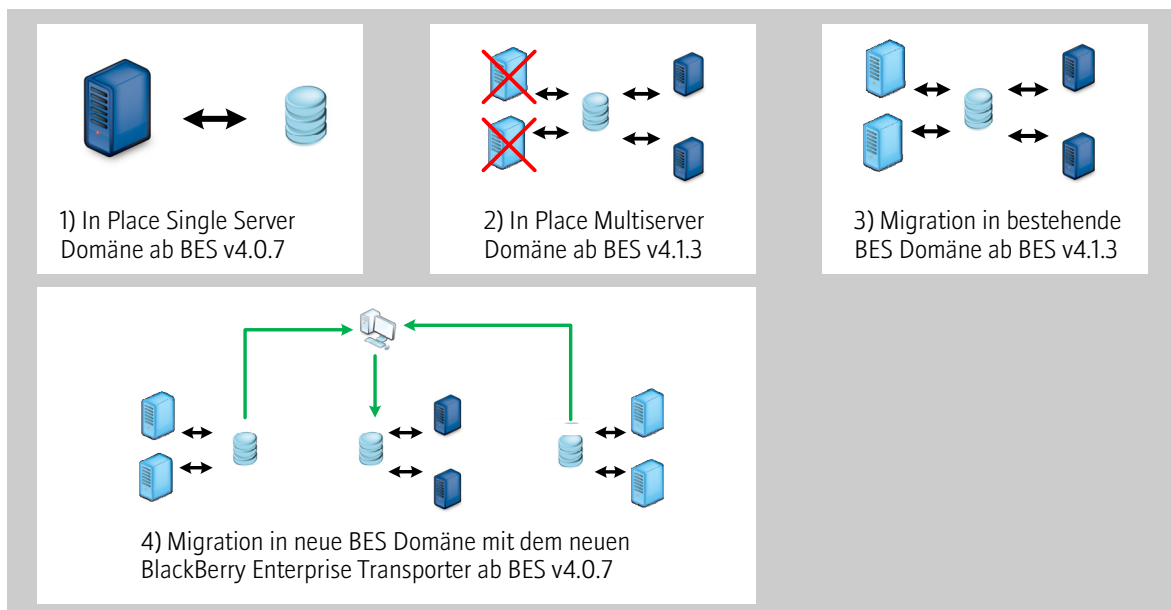 1) In Place Single Server
Domäne ab BES v4.0.7
2) In Place Multiserver
Domäne ab BES v4.1.3
3) Migration in bestehende
BES Domäne ab BES v4.1.3
4) Migration in neue BES Domäne mit dem neuen
BlackBerry Enterprise Transporter ab BES v4.0.7